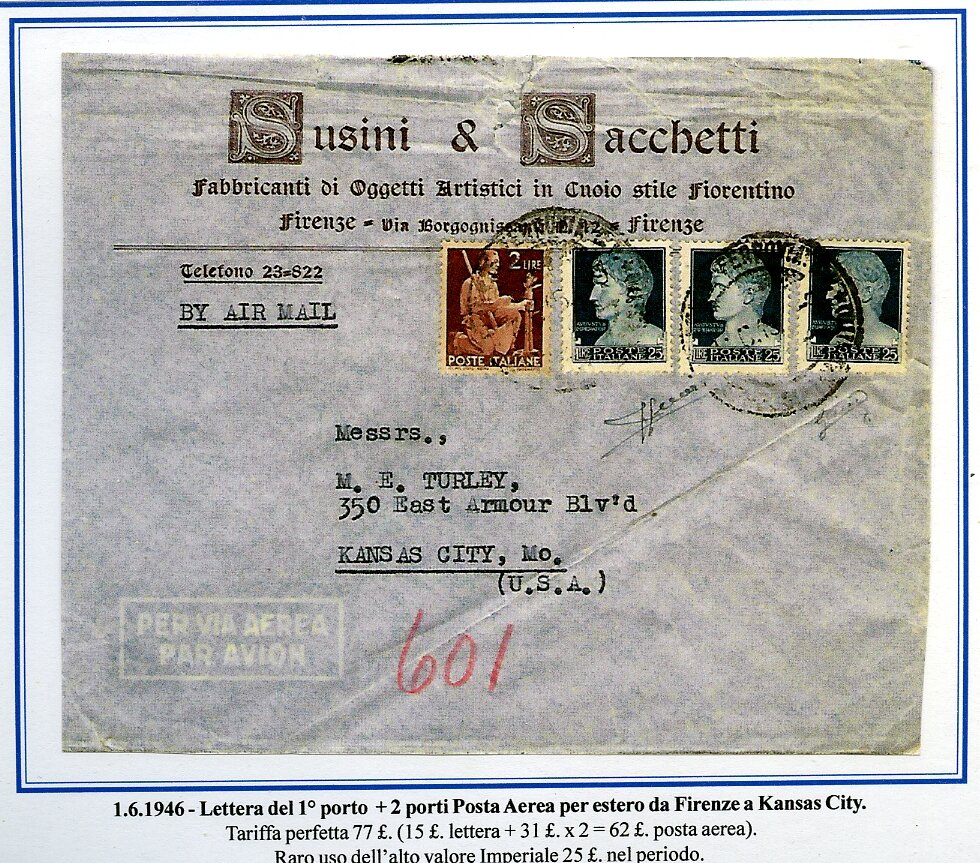 Susini & Sacchetti
Fabbricanti di Oggetti Artistici in Cuoio stile Fiorentino
Firenze = Via 12 = Firenze
Telefono 23=822
BY AIR MAIL
2 LIRE
POSTE ITALIANE
LIRE POSTE ITALIANE 25
LIRE POSTE ITALIANE 25
LIRE POSTE ITALIANE 25
Messrs.,
M. E. TURLEY,
350 East Armour Blv'd
KANSAS CITY, Mo.
(U.S.A.)
PER VIA AEREA
PAR AVION
601
1.6.1946 - Lettera del 1° porto + 2 porti Posta Aerea per estero da Firenze a Kansas City.
Tariffa perfetta 77 £. (15 £. lettera + 31 £. x 2 = 62 £. posta aerea).
Raro uso dell'alto valore Imperiale 25 £. nel periodo.